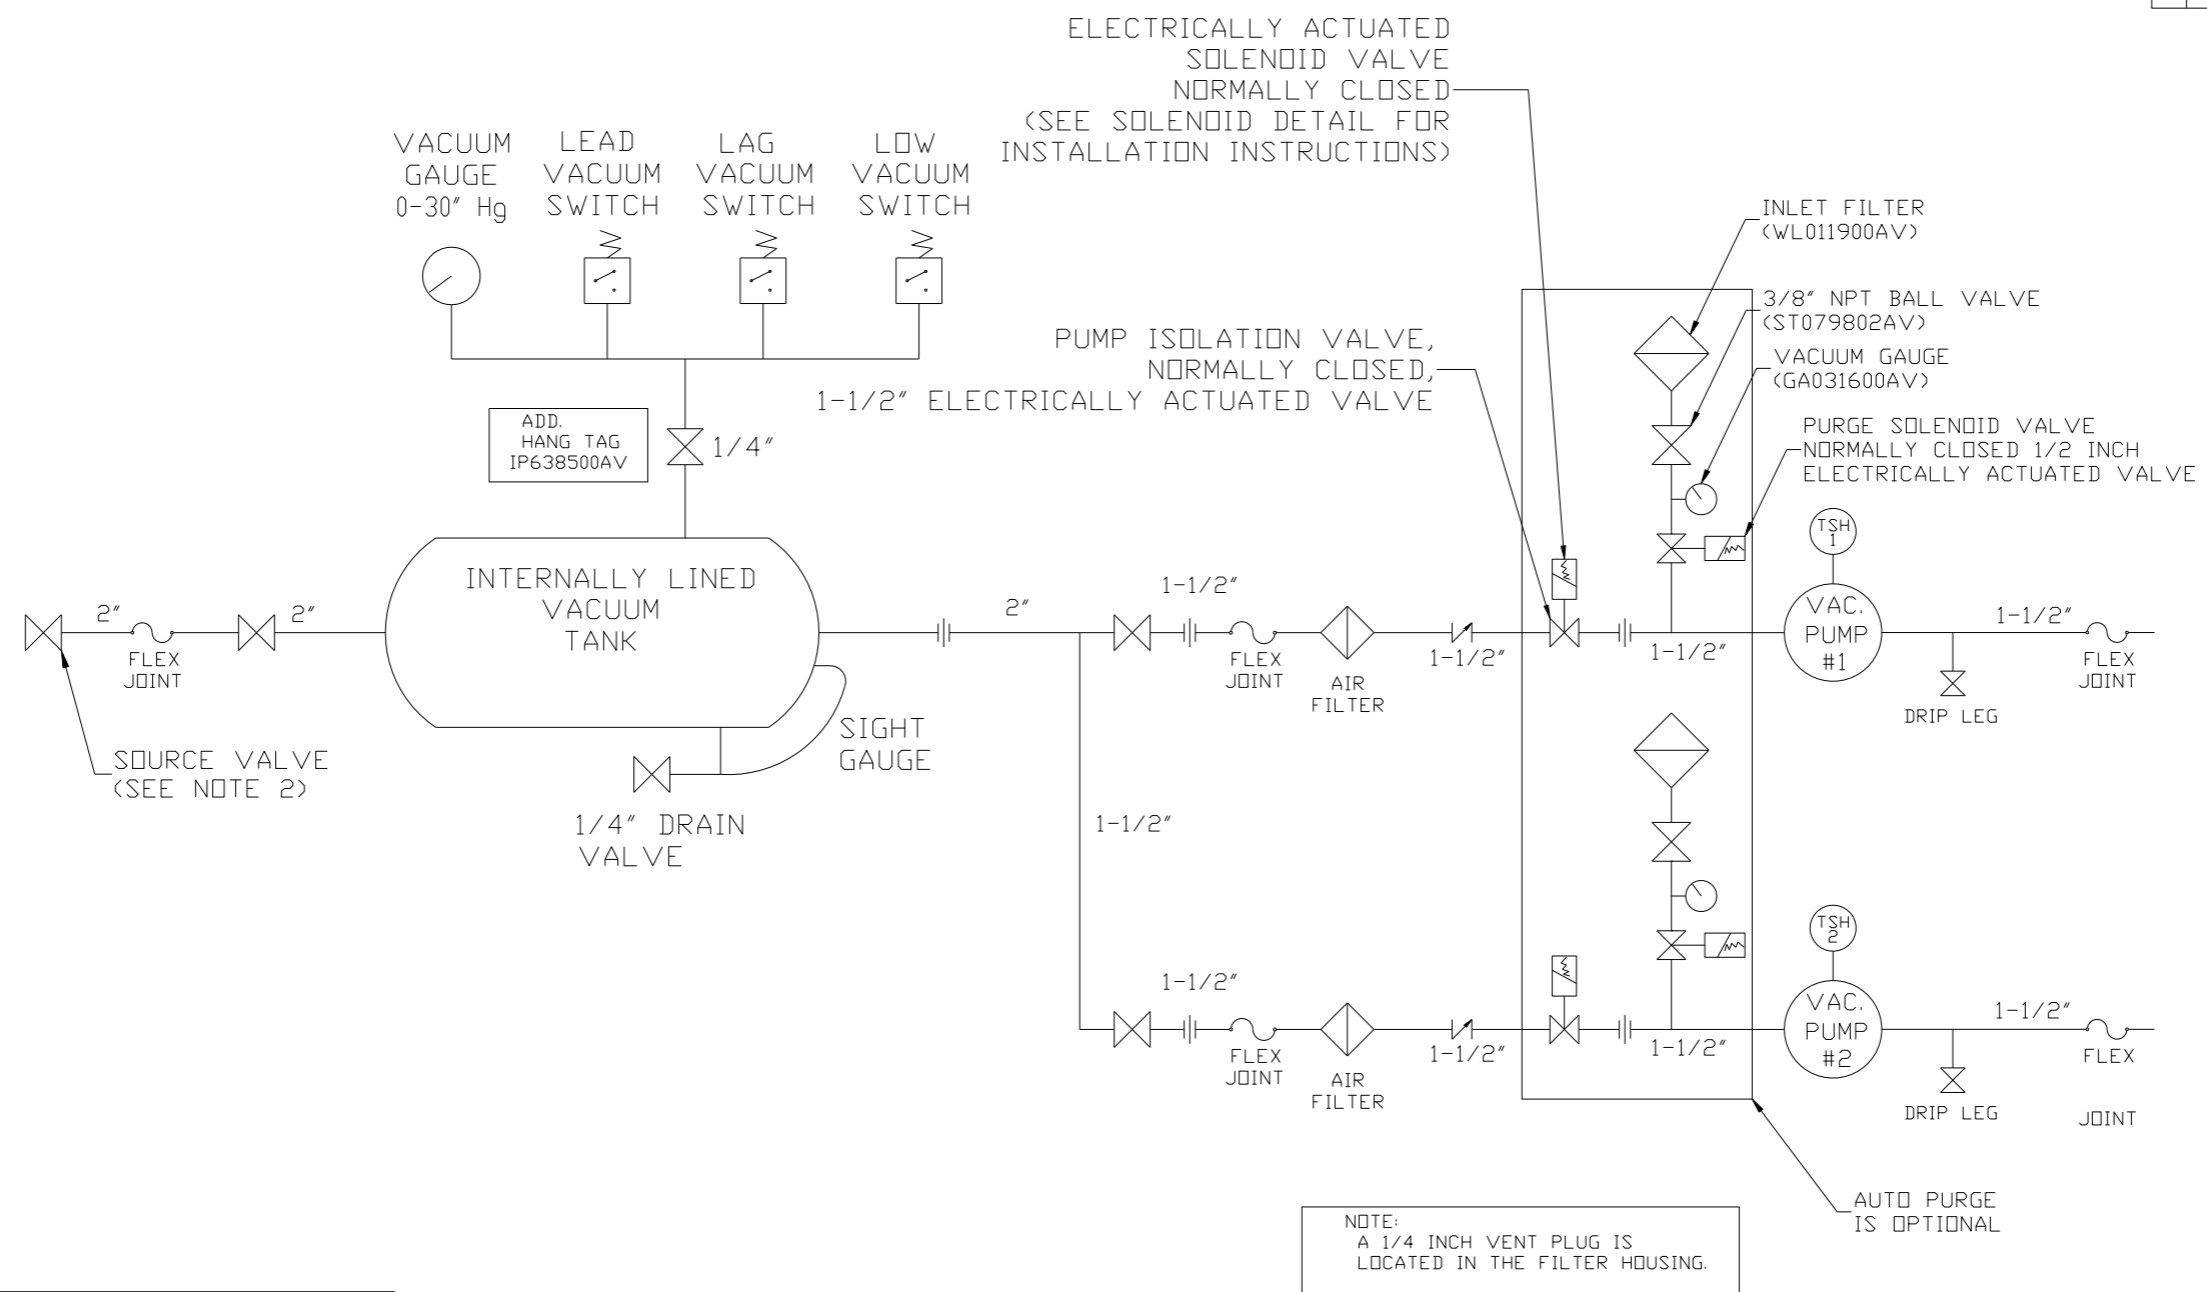 ELECTRICALLY ACTUATED
SOLENOID VALVE
NORMALLY CLOSED
(SEE SOLENOID DETAIL FOR
INSTALLATION INSTRUCTIONS)
VACUUM
GAUGE
0-30" Hg
LEAD
VACUUM
SWITCH
LAG
VACUUM
SWITCH
LOW
VACUUM
SWITCH
INLET FILTER
(WL011900AV)
3/8" NPT BALL VALVE
(ST079802AV)
VACUUM GAUGE
(GA031600AV)
PUMP ISOLATION VALVE,
NORMALLY CLOSED,
1-1/2" ELECTRICALLY ACTUATED VALVE
PURGE SOLENOID VALVE
NORMALLY CLOSED 1/2 INCH
ELECTRICALLY ACTUATED VALVE
ADD.
HANG TAG
IP638500AV
1/4"
TSH
1
INTERNALLY LINED
VACUUM
TANK
2"
FLEX
JOINT
2"
2"
1-1/2"
FLEX
JOINT
AIR
FILTER
1-1/2"
1-1/2"
VAC.
PUMP
#1
1-1/2"
FLEX
JOINT
DRIP LEG
SOURCE VALVE
(SEE NOTE 2)
SIGHT
GAUGE
1/4" DRAIN
VALVE
1-1/2"
TSH
2
1-1/2"
FLEX
JOINT
AIR
FILTER
1-1/2"
1-1/2"
VAC.
PUMP
#2
1-1/2"
FLEX
JOINT
DRIP LEG
AUTO PURGE
IS OPTIONAL
NOTE:
A 1/4 INCH VENT PLUG IS
LOCATED IN THE FILTER HOUSING.